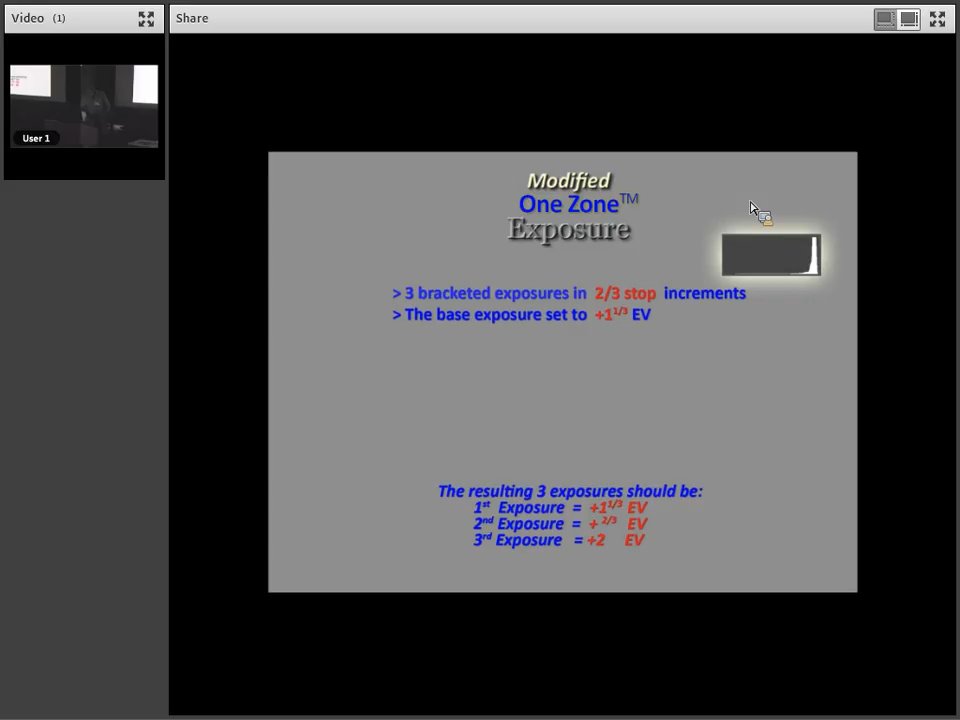 Video (1)
Share
User 1
Modified
One Zone™
Exposure
> 3 bracketed exposures in 2/3 stop increments
> The base exposure set to +1 1/3 EV
The resulting 3 exposures should be:
1st Exposure = +1 1/3 EV
2nd Exposure = + 2/3 EV
3rd Exposure = +2 EV